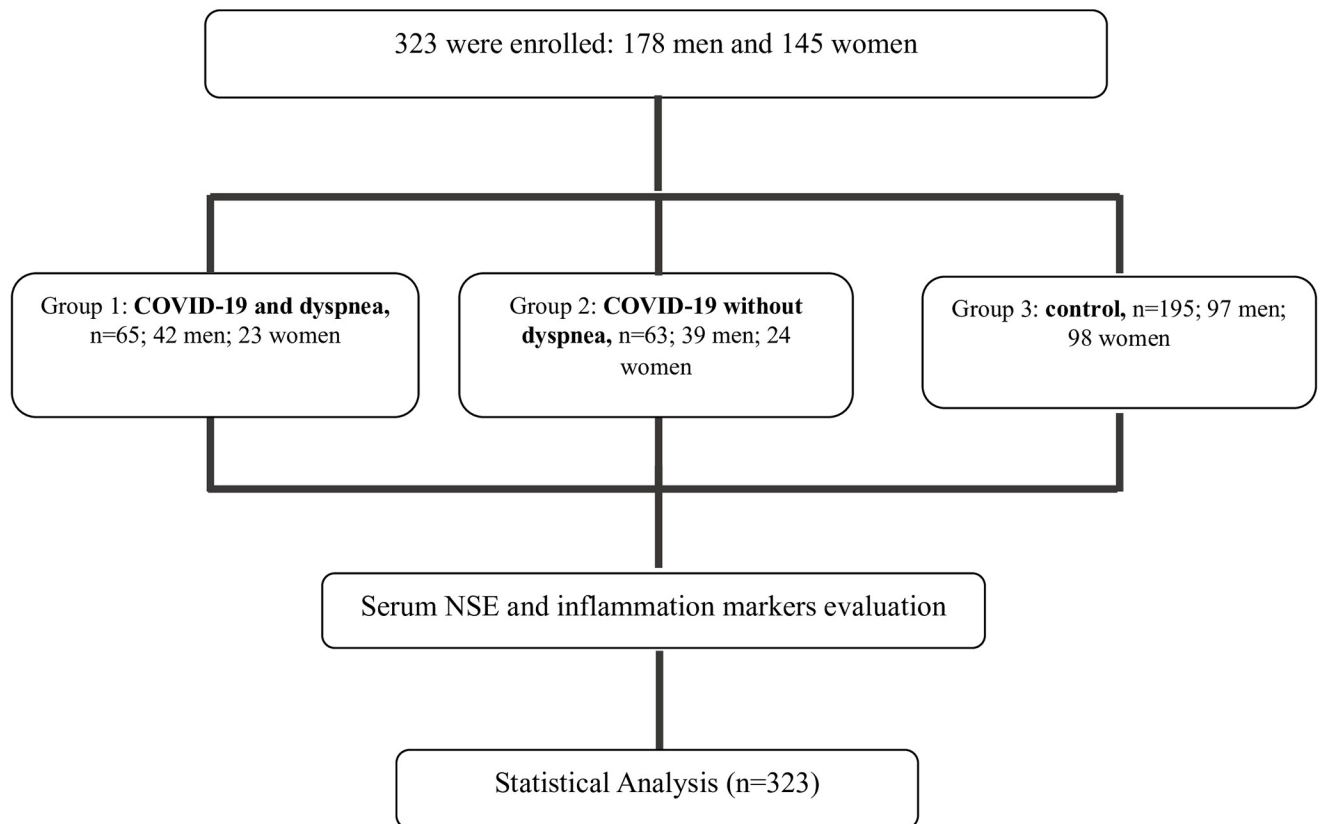 323 were enrolled: 178 men and 145 women
Group 1: COVID-19 and dyspnea,
n=65; 42 men; 23 women
Group 2: COVID-19 without
dyspnea, n=63; 39 men; 24
women
Group 3: control, n=195; 97 men;
98 women
Serum NSE and inflammation markers evaluation
Statistical Analysis (n=323)